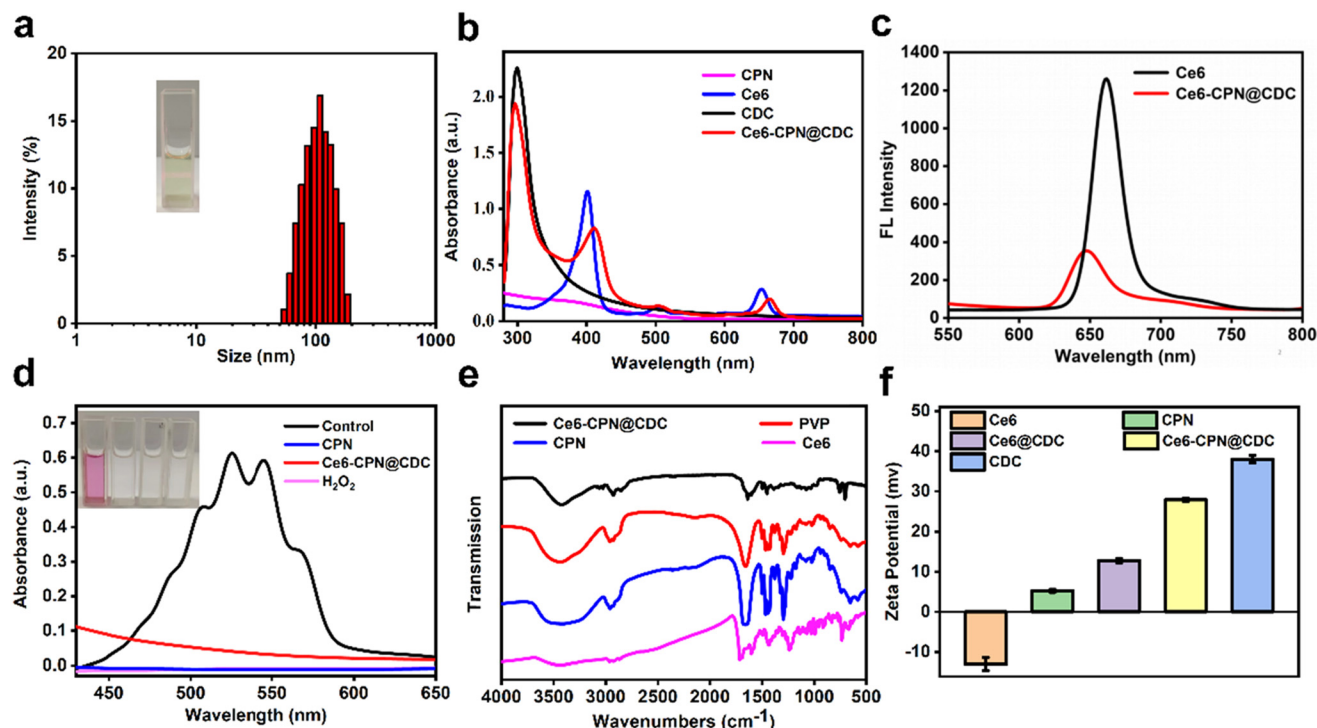 a
20
15
10
5
0
Intensity (%)
1
10
100
1000
Size (nm)
b
CPN
Ce6
CDC
Ce6-CPN@CDC
2.0
1.5
1.0
0.5
0.0
Absorbance (a.u.)
300
400
500
600
700
800
Wavelength (nm)
c
Ce6
Ce6-CPN@CDC
1400
1200
1000
800
600
400
200
0
FL Intensity
550
600
650
700
750
800
Wavelength (nm)
2
d
Control
CPN
Ce6-CPN@CDC
H₂O₂
0.7
0.6
0.5
0.4
0.3
0.2
0.1
0.0
Absorbance (a.u.)
450
500
550
600
650
Wavelength (nm)
e
Ce6-CPN@CDC
PVP
CPN
Ce6
Transmission
4000
3500
3000
2500
2000
1500
1000
500
Wavenumbers (cm⁻¹)
f
Ce6
CPN
Ce6@CDC
Ce6-CPN@CDC
CDC
50
40
30
20
10
0
-10
Zeta Potential (mv)